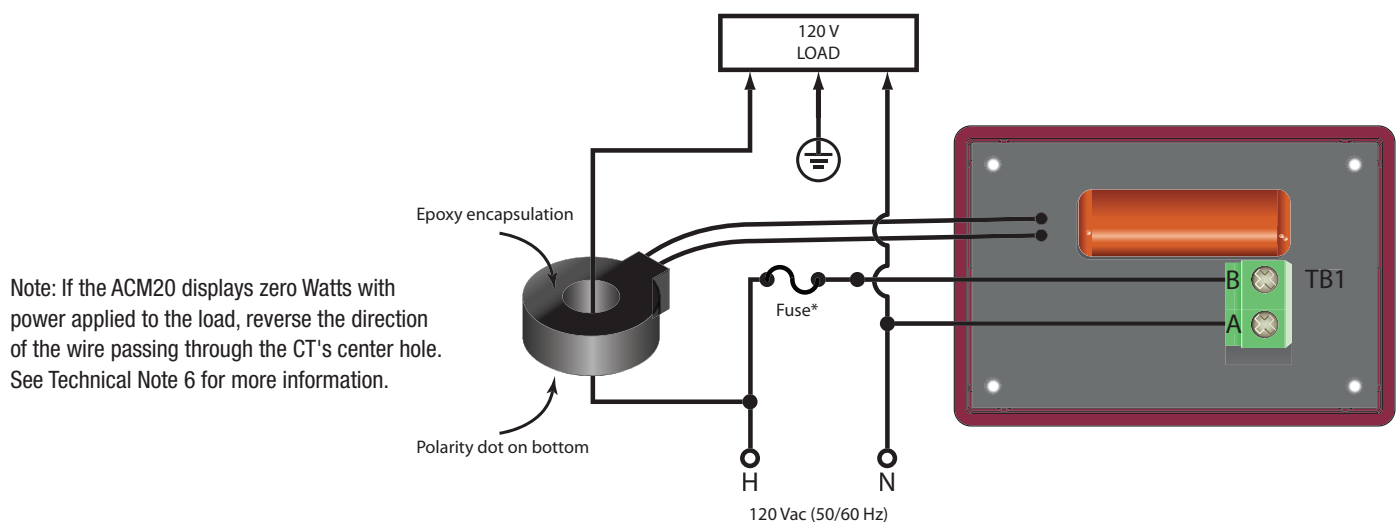 120 V
LOAD
Epoxy encapsulation
Note: If the ACM20 displays zero Watts with
power applied to the load, reverse the direction
of the wire passing through the CT's center hole.
See Technical Note 6 for more information.
Fuse*
B
TB1
A
Polarity dot on bottom
H
N
120 Vac (50/60 Hz)